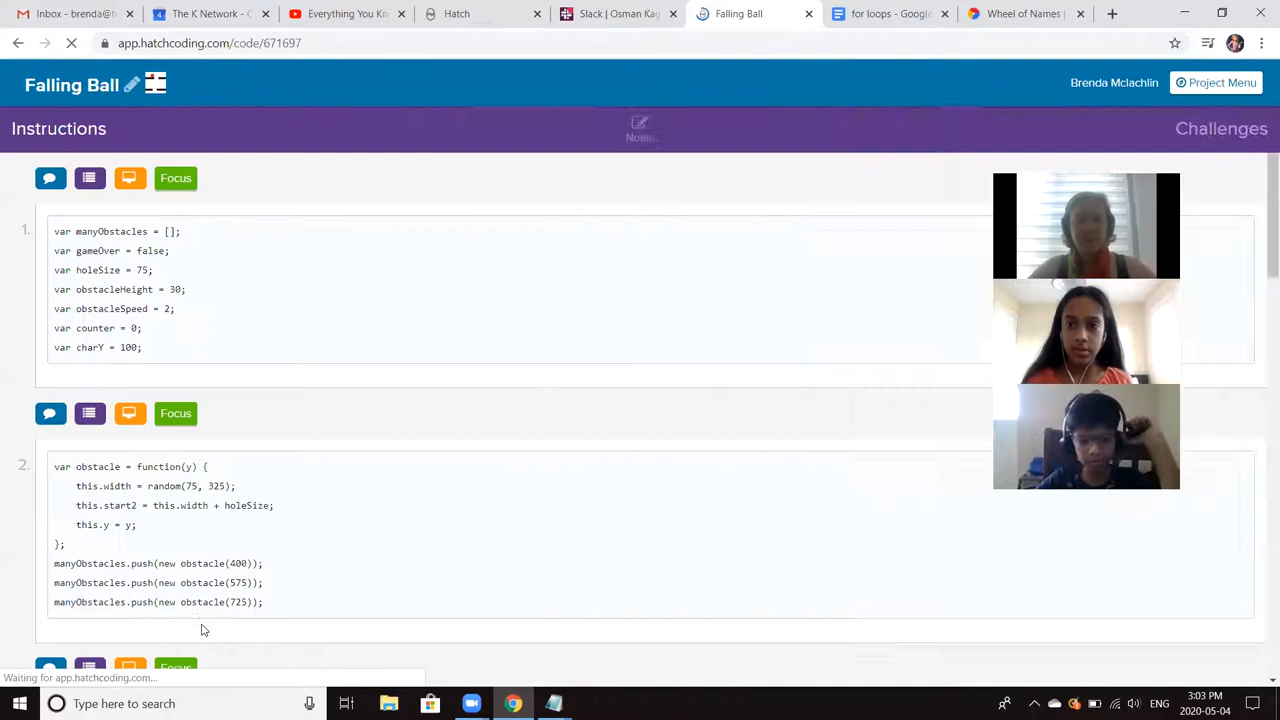 Inbox - brenda@h
The K Network - C
Everything You Kn
Hatch
Slack | Osman Kag
Falling Ball
for loops - Google
Wheel of Names |
app.hatchcoding.com/code/671697
Falling Ball
Brenda Mclachlin
Project Menu
Instructions
Challenges
Focus
1.
var manyObstacles = [];
var gameOver = false;
var holeSize = 75;
var obstacleHeight = 30;
var obstacleSpeed = 2;
var counter = 0;
var charY = 100;
Focus
2.
var obstacle = function(y) {
this.width = random(75, 325);
this.start2 = this.width + holeSize;
this.y = y;
};
manyObstacles.push(new obstacle(400));
manyObstacles.push(new obstacle(575));
manyObstacles.push(new obstacle(725));
Focus
Waiting for app.hatchcoding.com...
Type here to search
ENG
3:03 PM
2020-05-04